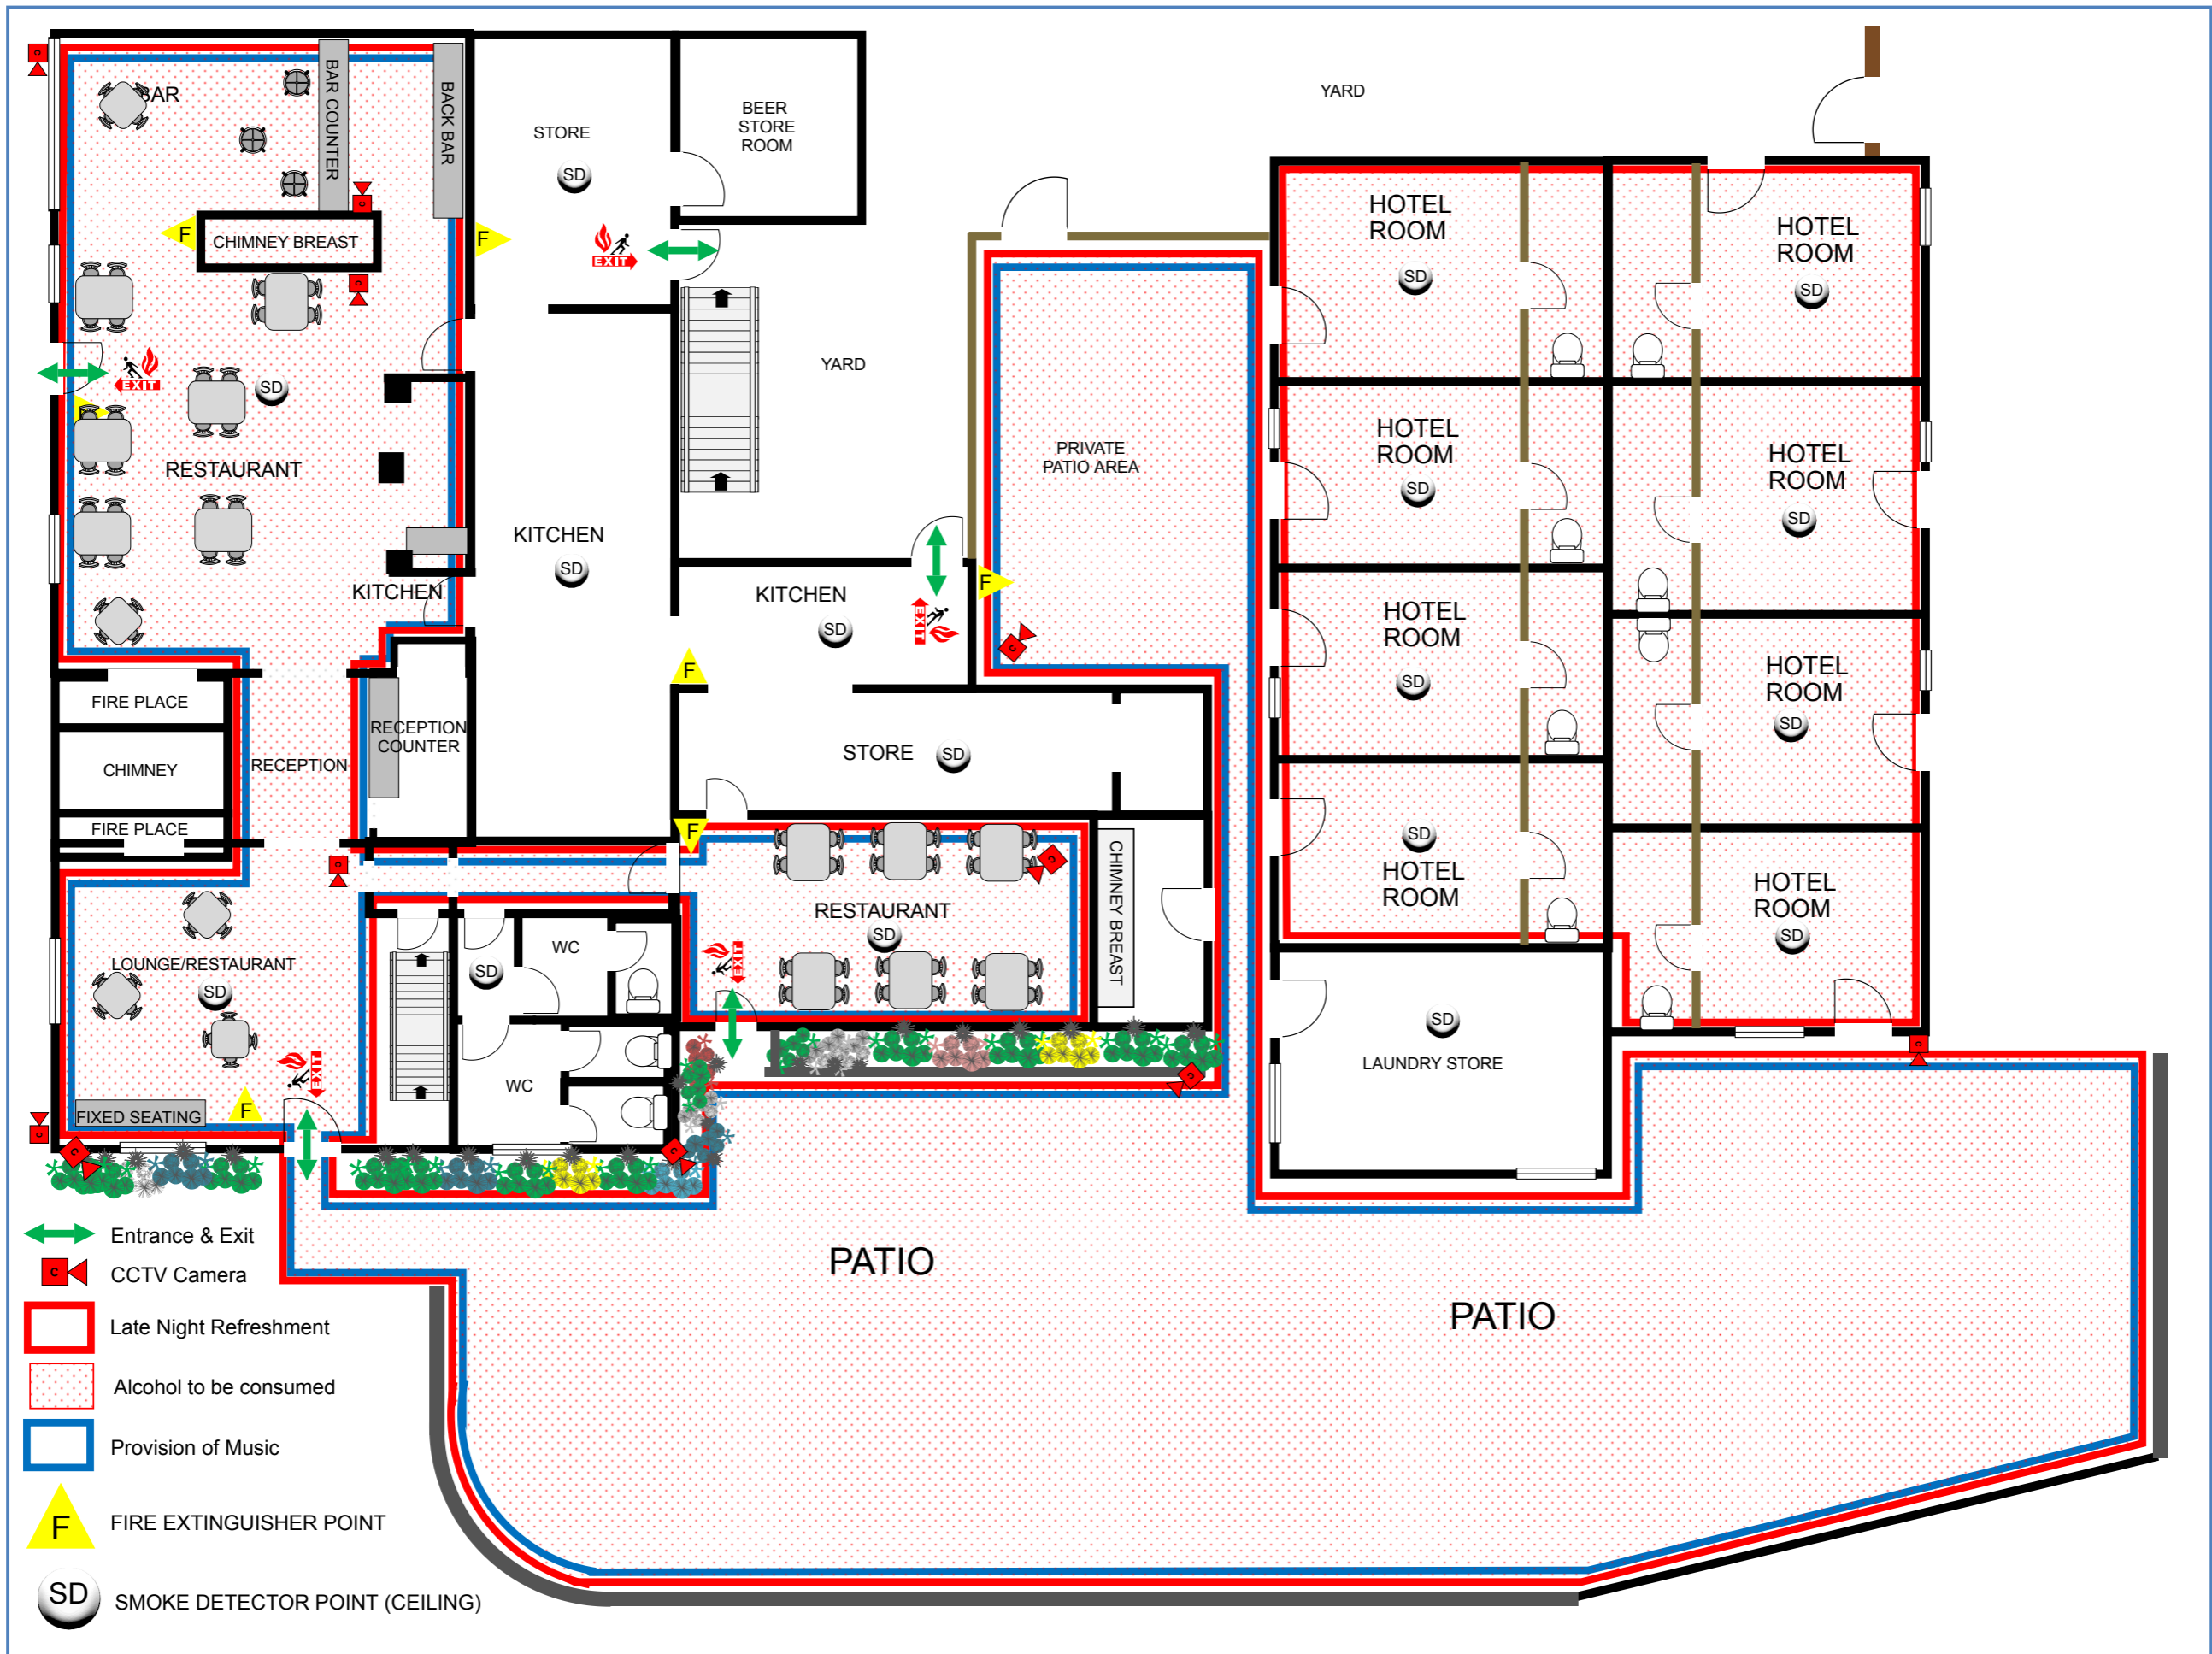 C
BAR
BAR COUNTER
BACK BAR
STORE
SD
BEER
STORE
ROOM
YARD
C
F
CHIMNEY BREAST
F
EXIT
C
HOTEL
ROOM
SD
HOTEL
ROOM
SD
EXIT
SD
YARD
RESTAURANT
PRIVATE
PATIO AREA
HOTEL
ROOM
SD
HOTEL
ROOM
SD
KITCHEN
SD
KITCHEN
KITCHEN
SD
EXIT
F
C
F
HOTEL
ROOM
SD
HOTEL
ROOM
SD
FIRE PLACE
RECEPTION
COUNTER
STORE
SD
CHIMNEY
RECEPTION
FIRE PLACE
F
C
C
SD
HOTEL
ROOM
HOTEL
ROOM
SD
CHIMNEY BREAST
RESTAURANT
SD
EXIT
WC
SD
LOUNGE/RESTAURANT
SD
EXIT
WC
SD
LAUNDRY STORE
C
C
FIXED SEATING
F
C
C
C
Entrance & Exit
C
CCTV Camera
Late Night Refreshment
Alcohol to be consumed
Provision of Music
F
FIRE EXTINGUISHER POINT
SD
SMOKE DETECTOR POINT (CEILING)
PATIO
PATIO